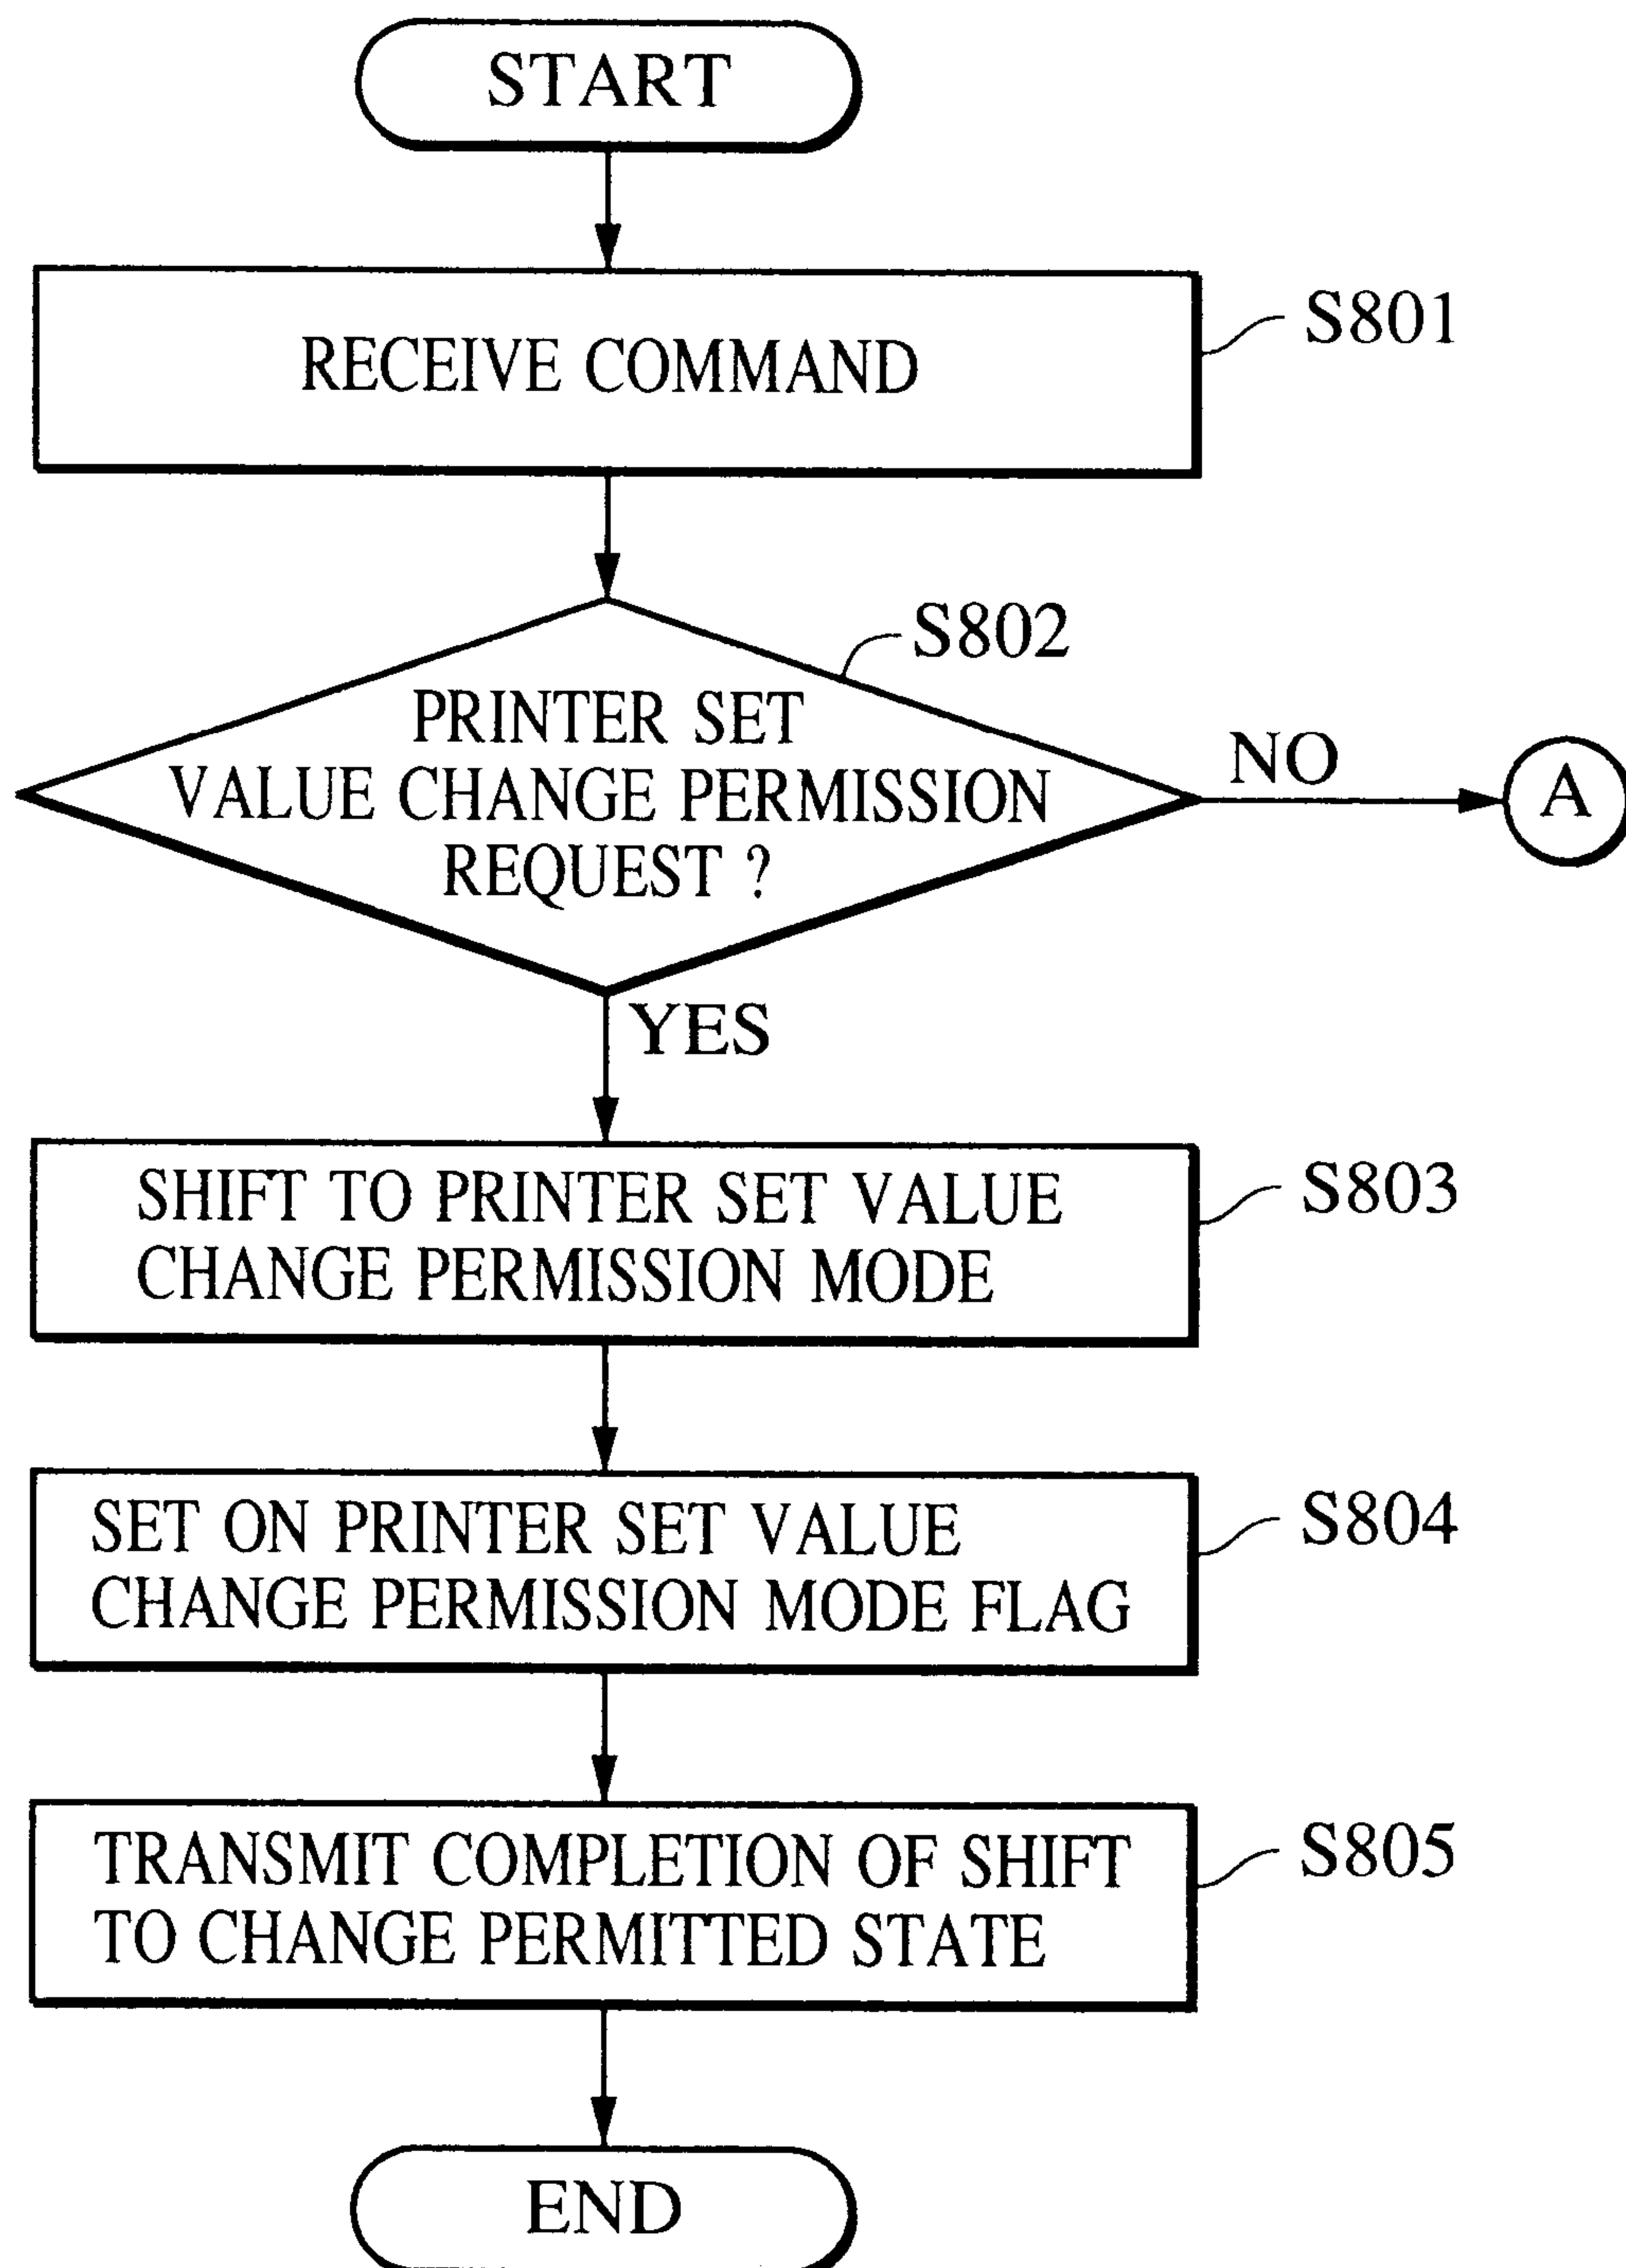 START
RECEIVE COMMAND
S801
S802
PRINTER SET
VALUE CHANGE PERMISSION
REQUEST ?
NO
A
YES
SHIFT TO PRINTER SET VALUE
CHANGE PERMISSION MODE
S803
SET ON PRINTER SET VALUE
CHANGE PERMISSION MODE FLAG
S804
TRANSMIT COMPLETION OF SHIFT
TO CHANGE PERMITTED STATE
S805
END